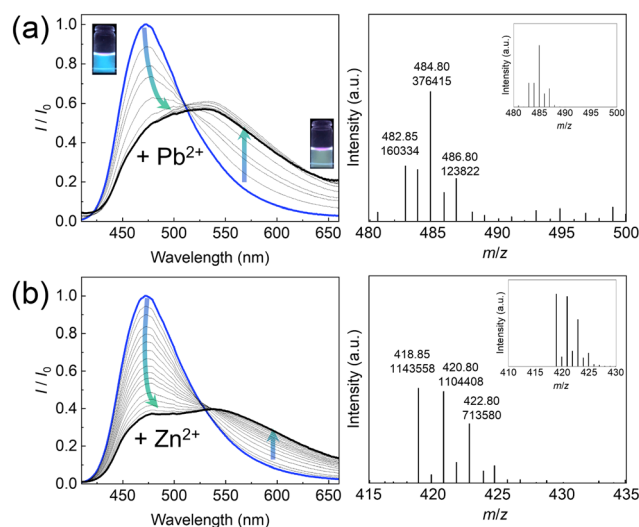 (a)
I / I0
1.0
0.8
0.6
0.4
0.2
0.0
+ Pb2+
450 500 550 600 650
Wavelength (nm)
Intensity (a.u.)
484.80
376415
482.85
160334
486.80
123822
480 485 490 495 500
m/z
Intensity (a.u.)
480 485 490 495 500
m/z
(b)
I / I0
1.0
0.8
0.6
0.4
0.2
0.0
+ Zn2+
450 500 550 600 650
Wavelength (nm)
Intensity (a.u.)
418.85
1143558
420.80
1104408
422.80
713580
415 420 425 430 435
m/z
Intensity (a.u.)
410 415 420 425 430
m/z